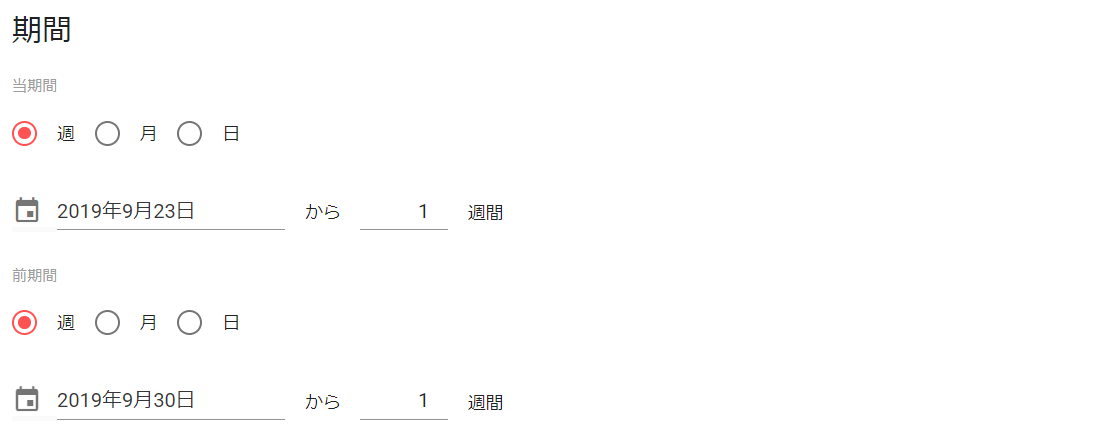 期間
当期間
週 月 日
2019年9月23日 から 1 週間
前期間
週 月 日
2019年9月30日 から 1 週間